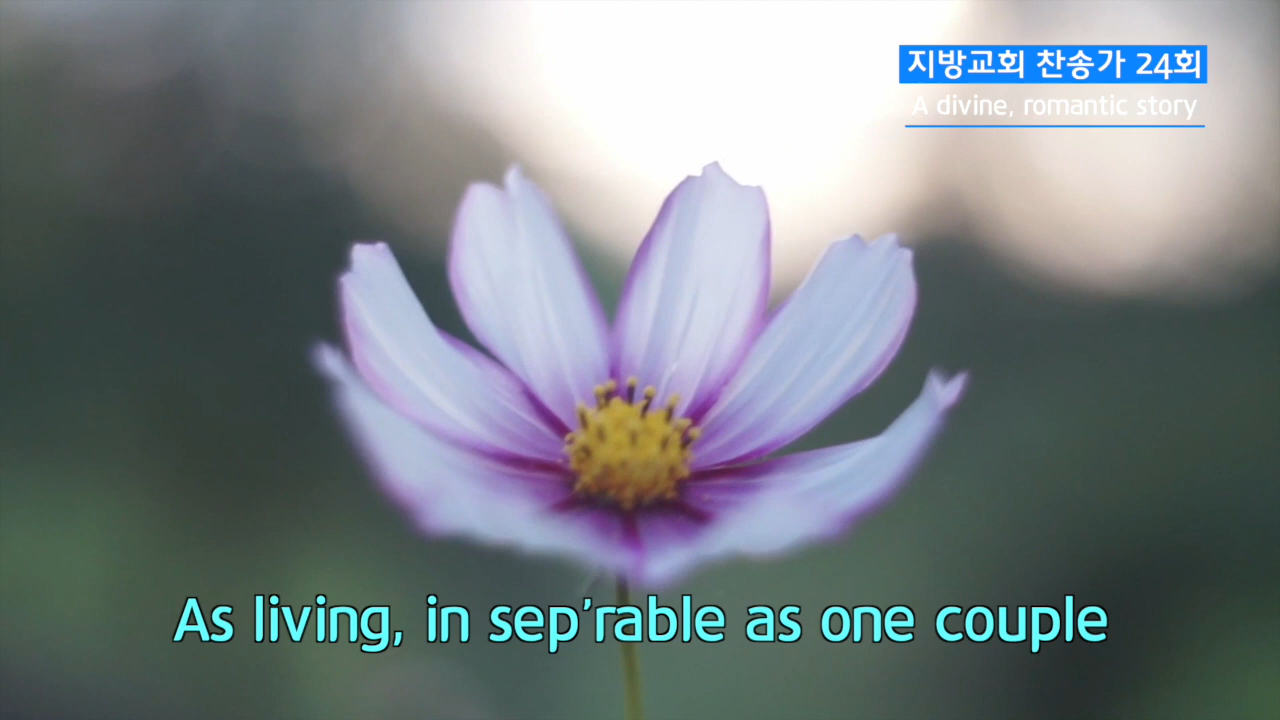 지방교회 찬송가 24회
A divine, romantic story
As living, in sep'rable as one couple